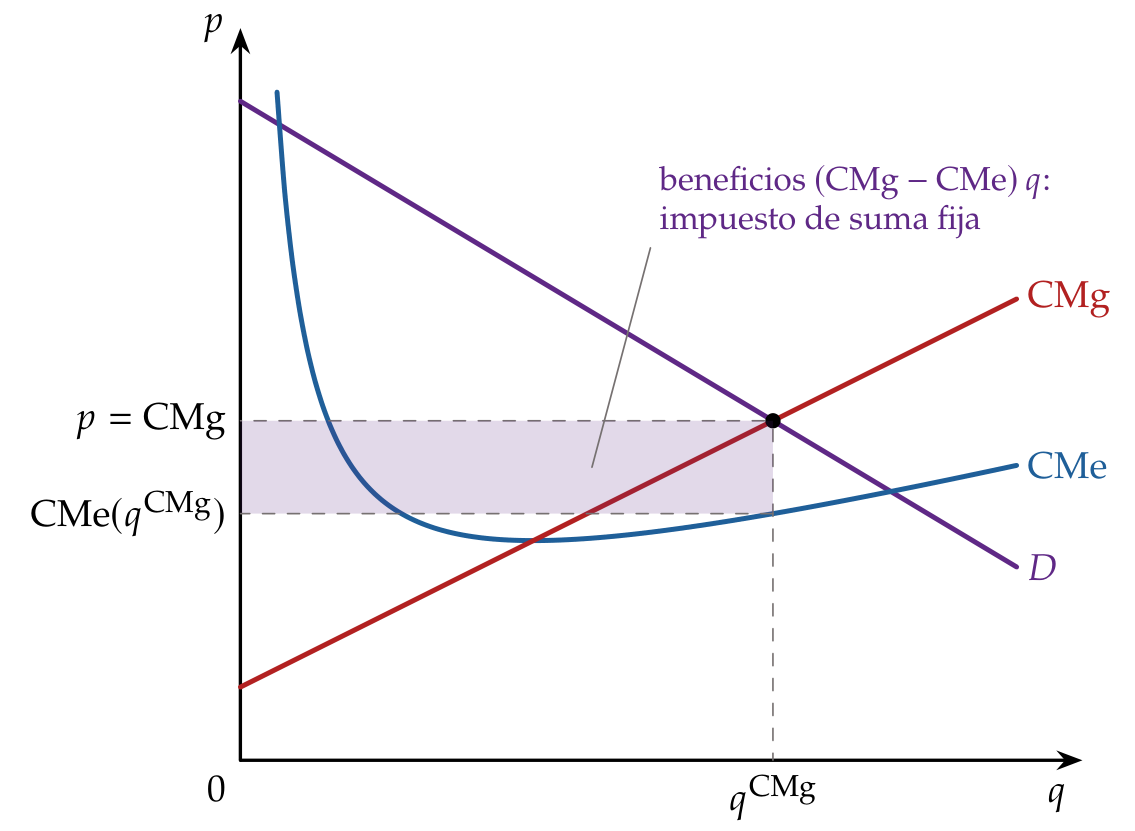 p
beneficios (CMg − CMe) q:
impuesto de suma fija
CMg
p = CMg
CMe
CMe(q^CMg)
D
0
q^CMg
q